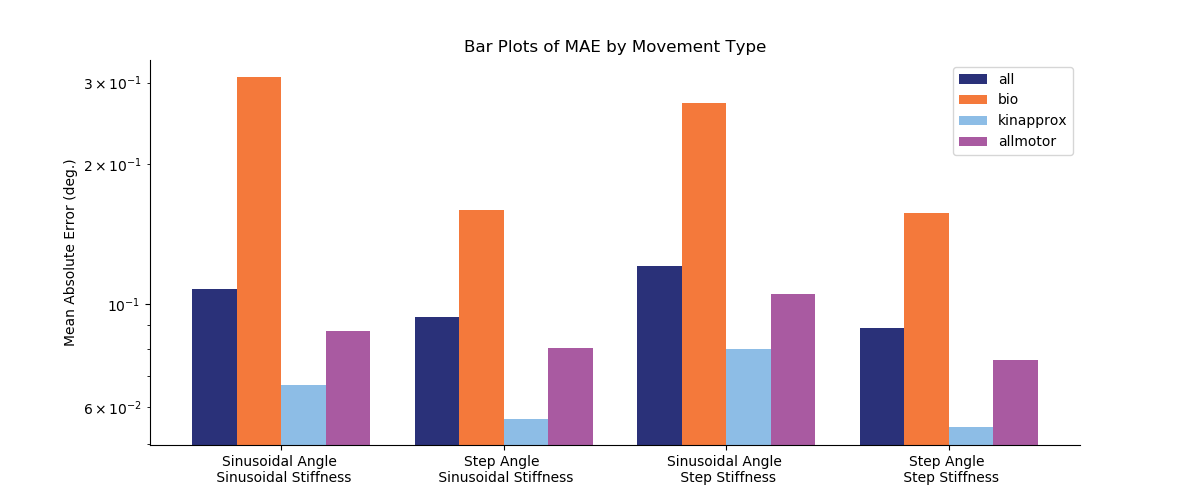 Bar Plots of MAE by Movement Type
Mean Absolute Error (deg.)
3 × 10⁻¹
2 × 10⁻¹
10⁻¹
6 × 10⁻²
all
bio
kinapprox
allmotor
Sinusoidal Angle
Sinusoidal Stiffness
Step Angle
Sinusoidal Stiffness
Sinusoidal Angle
Step Stiffness
Step Angle
Step Stiffness